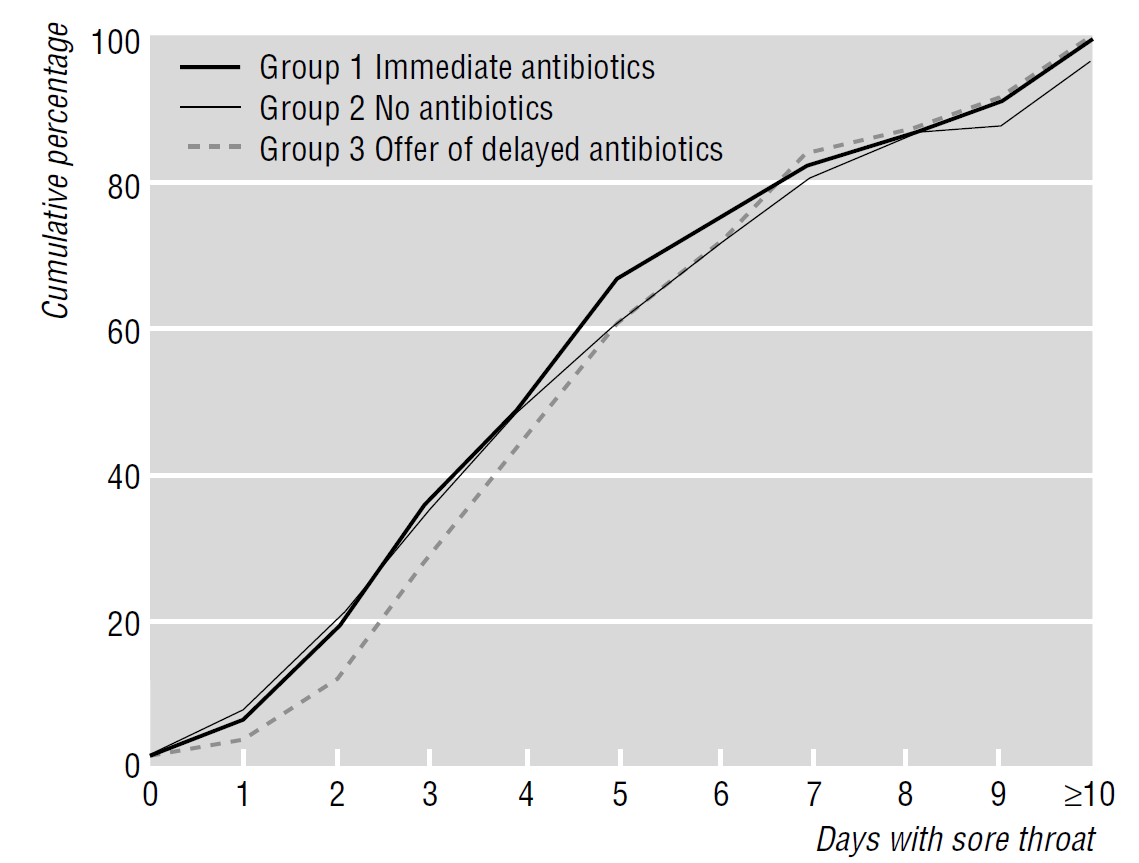 Cumulative percentage
100
80
60
40
20
0
Group 1 Immediate antibiotics
Group 2 No antibiotics
Group 3 Offer of delayed antibiotics
0 1 2 3 4 5 6 7 8 9 ≥10
Days with sore throat